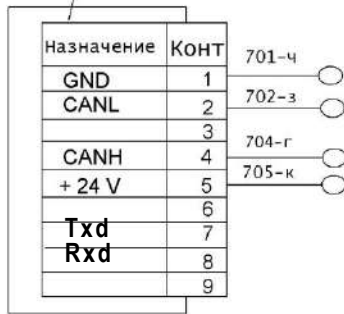 Назначение Конт
GND 1 701-ч
CANL 2 702-з
3
CANH 4 704-г
+ 24 V 5 705-к
6
Txd 7
Rxd 8
9